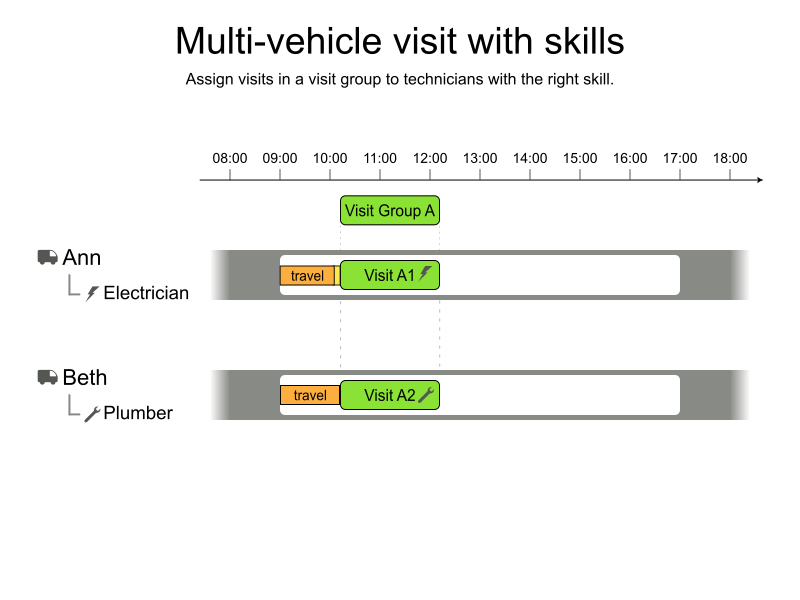 Multi-vehicle visit with skills
Assign visits in a visit group to technicians with the right skill.
08:00 09:00 10:00 11:00 12:00 13:00 14:00 15:00 16:00 17:00 18:00
Visit Group A
Ann
travel Visit A1
Electrician
Beth
travel Visit A2
Plumber